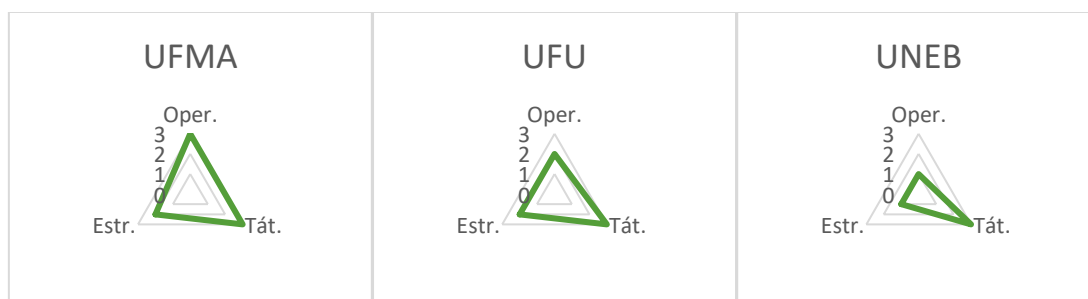 UFMA
Oper.
3
2
1
0
Estr.
Tát.
UFU
Oper.
3
2
1
0
Estr.
Tát.
UNEB
Oper.
3
2
1
0
Estr.
Tát.